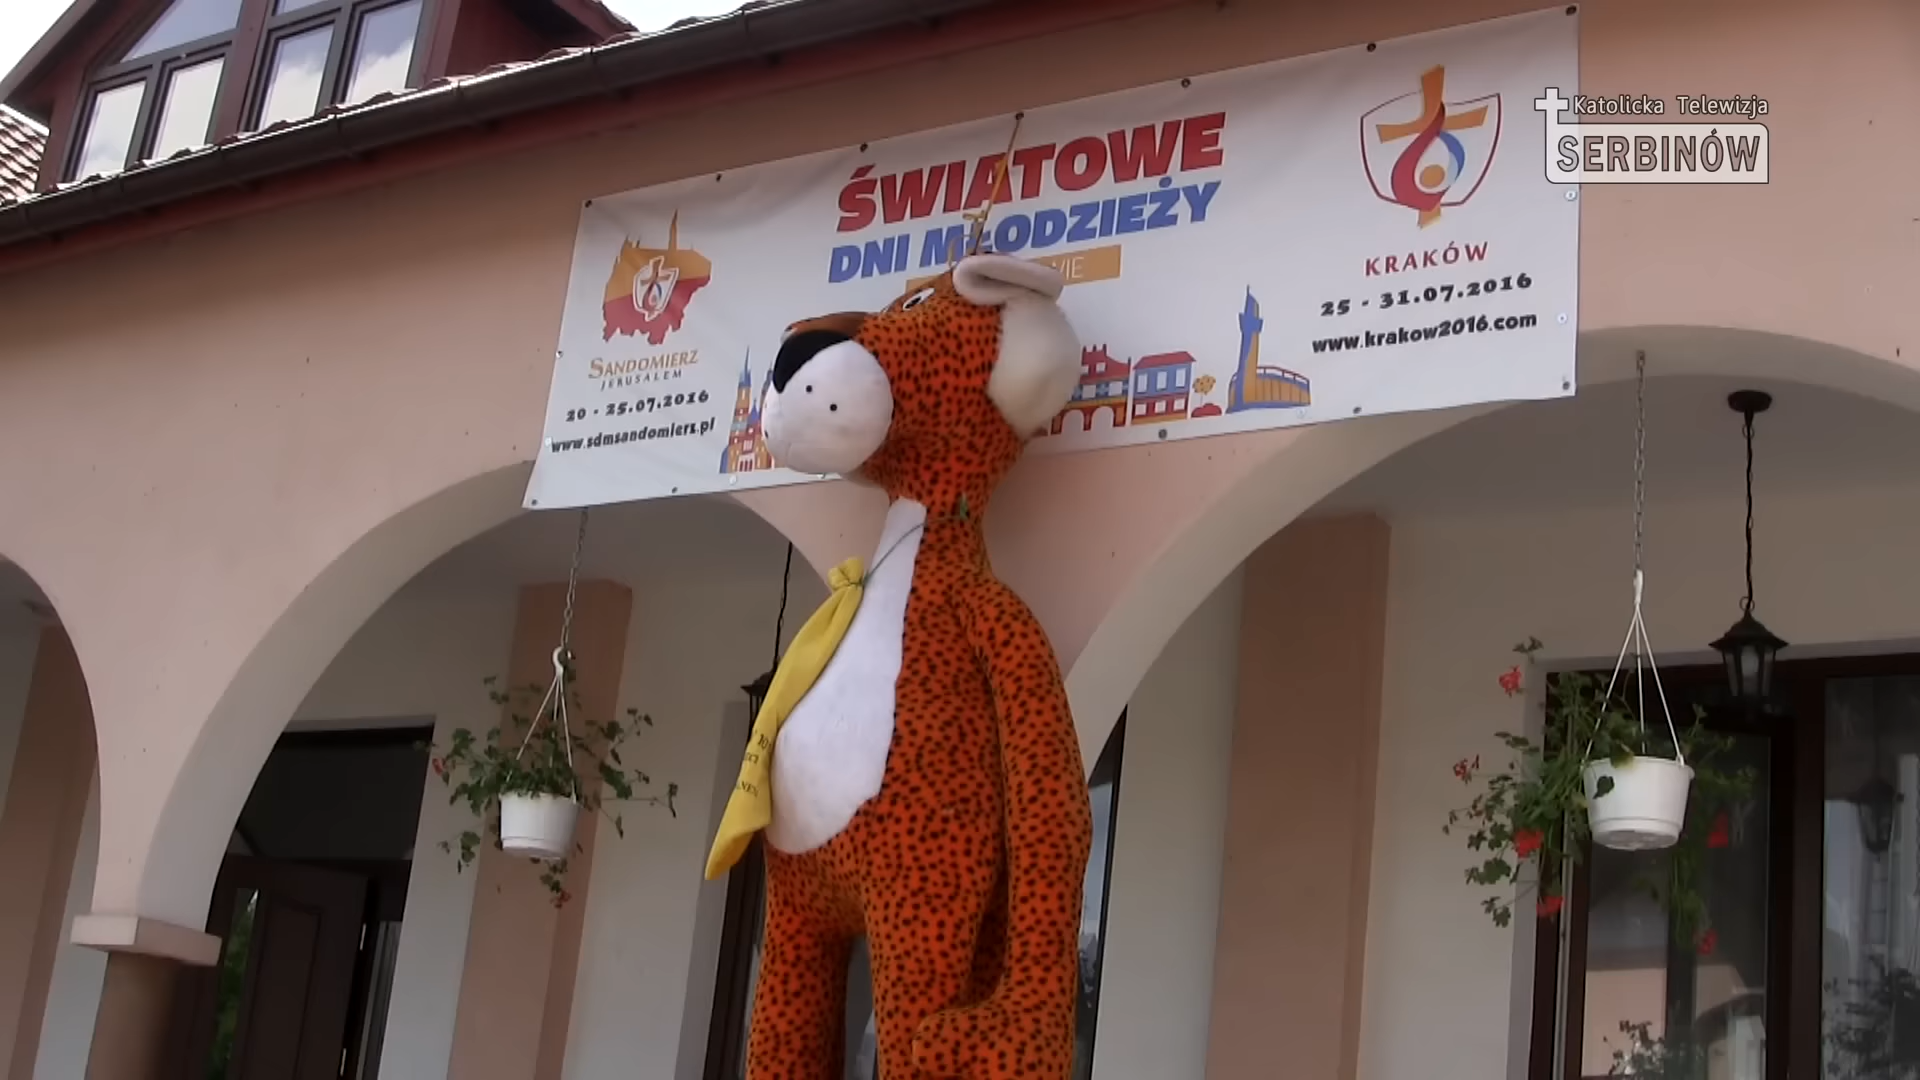 Katolicka Telewizja
SERBINÓW
ŚWIATOWE
DNI MŁODZIEŻY
SANDOMIERZ
JERUSALEM
20 - 25.07.2016
www.sdmsandomierz.pl
KRAKÓW
25 - 31.07.2016
www.krakow2016.com